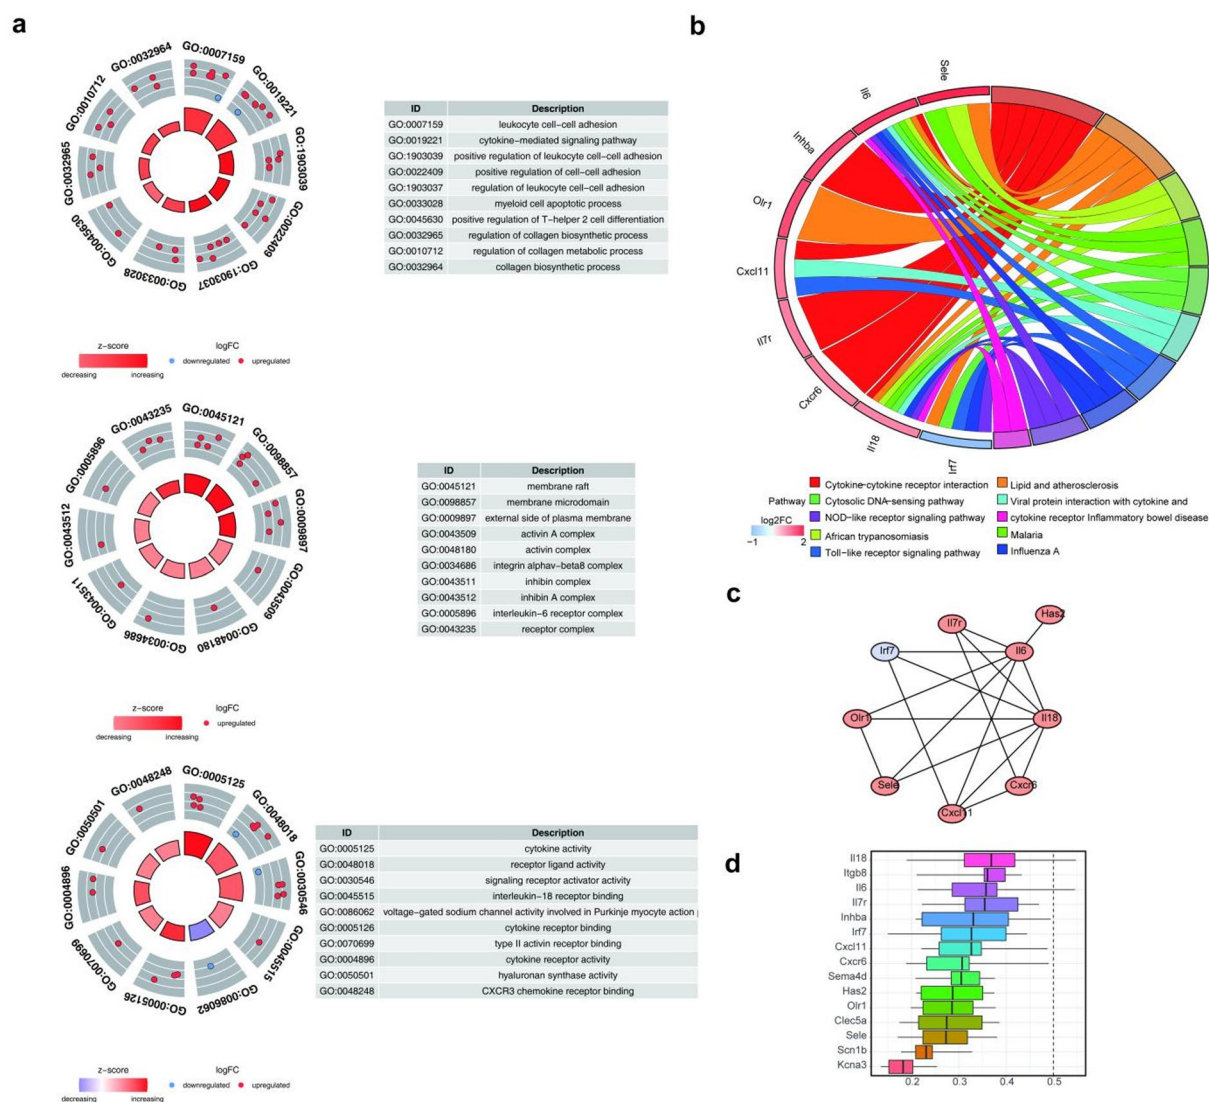 a
GO:0007159
GO:0019221
GO:1903039
GO:0022409
GO:1903037
GO:0033028
GO:0045630
GO:0032965
GO:0010712
GO:0032964
z-score
decreasing
increasing
logFC
downregulated
upregulated
ID Description
GO:0007159 leukocyte cell-cell adhesion
GO:0019221 cytokine-mediated signaling pathway
GO:1903039 positive regulation of leukocyte cell-cell adhesion
GO:0022409 positive regulation of cell-cell adhesion
GO:1903037 regulation of leukocyte cell-cell adhesion
GO:0033028 myeloid cell apoptotic process
GO:0045630 positive regulation of T-helper 2 cell differentiation
GO:0032965 regulation of collagen biosynthetic process
GO:0010712 regulation of collagen metabolic process
GO:0032964 collagen biosynthetic process
GO:0045121
GO:0098857
GO:0009897
GO:0043509
GO:0048180
GO:0034686
GO:0043511
GO:0043512
GO:0005896
GO:0043235
z-score
decreasing
increasing
logFC
upregulated
ID Description
GO:0045121 membrane raft
GO:0098857 membrane microdomain
GO:0009897 external side of plasma membrane
GO:0043509 activin A complex
GO:0048180 activin complex
GO:0034686 integrin alphav-beta8 complex
GO:0043511 inhibin complex
GO:0043512 inhibin A complex
GO:0005896 interleukin-6 receptor complex
GO:0043235 receptor complex
GO:0005125
GO:0048018
GO:0030546
GO:0045515
GO:0086062
GO:0005126
GO:0070699
GO:0004896
GO:0050501
GO:0048248
z-score
decreasing
increasing
logFC
downregulated
upregulated
ID Description
GO:0005125 cytokine activity
GO:0048018 receptor ligand activity
GO:0030546 signaling receptor activator activity
GO:0045515 interleukin-18 receptor binding
GO:0086062 voltage-gated sodium channel activity involved in Purkinje myocyte action
GO:0005126 cytokine receptor binding
GO:0070699 type II activin receptor binding
GO:0004896 cytokine receptor activity
GO:0050501 hyaluronan synthase activity
GO:0048248 CXCR3 chemokine receptor binding
b
Sele
Il6
Inhba
Olr1
Cxcl11
Il7r
Cxcr6
Il18
Irf7
Pathway
Cytokine-cytokine receptor interaction
Lipid and atherosclerosis
Cytosolic DNA-sensing pathway
Viral protein interaction with cytokine and
NOD-like receptor signaling pathway
cytokine receptor Inflammatory bowel disease
African trypanosomiasis
Malaria
Toll-like receptor signaling pathway
Influenza A
log2FC
-1 2
c
Has2
Il7r
Irf7
Il6
Olr1
Il18
Sele
Cxcr6
Cxcl11
d
Il18
Itgb8
Il6
Il7r
Inhba
Irf7
Cxcl11
Cxcr6
Sema4d
Has2
Olr1
Clec5a
Sele
Scn1b
Kcna3
0.2 0.3 0.4 0.5